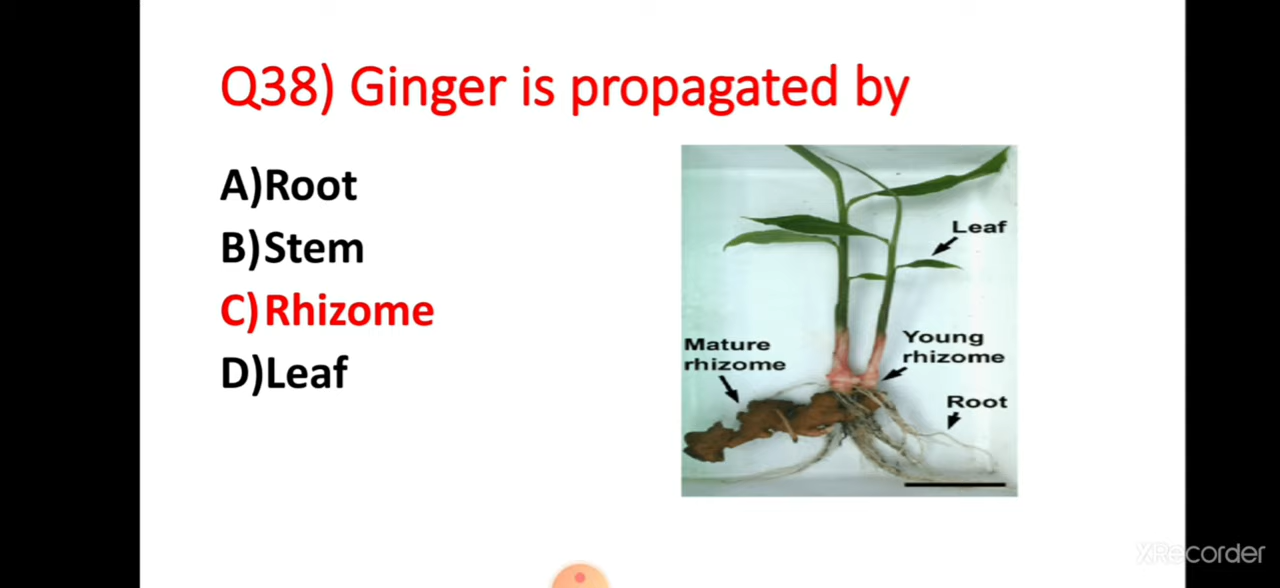 Q38) Ginger is propagated by
A)Root
B)Stem
C)Rhizome
D)Leaf
Leaf
Mature
rhizome
Young
rhizome
Root
XRecorder